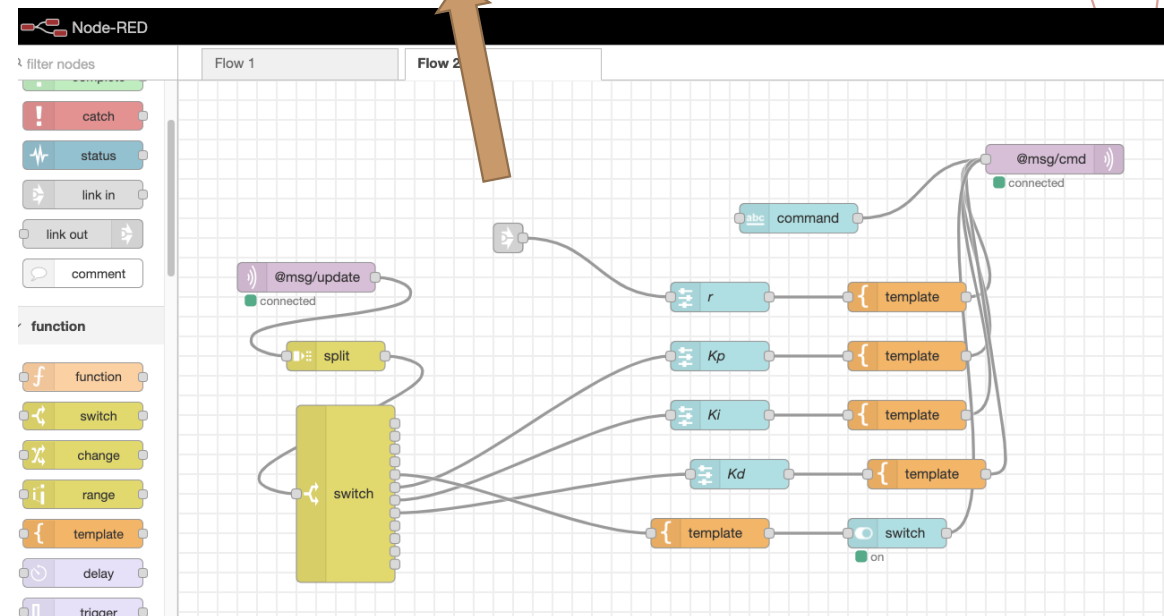 Node-RED
filter nodes
Flow 1
Flow 2
complete
catch
status
link in
link out
comment
function
function
switch
change
range
template
delay
trigger
@msg/update
connected
split
switch
abc command
@msg/cmd
connected
r
template
Kp
template
Ki
template
Kd
template
template
switch
on